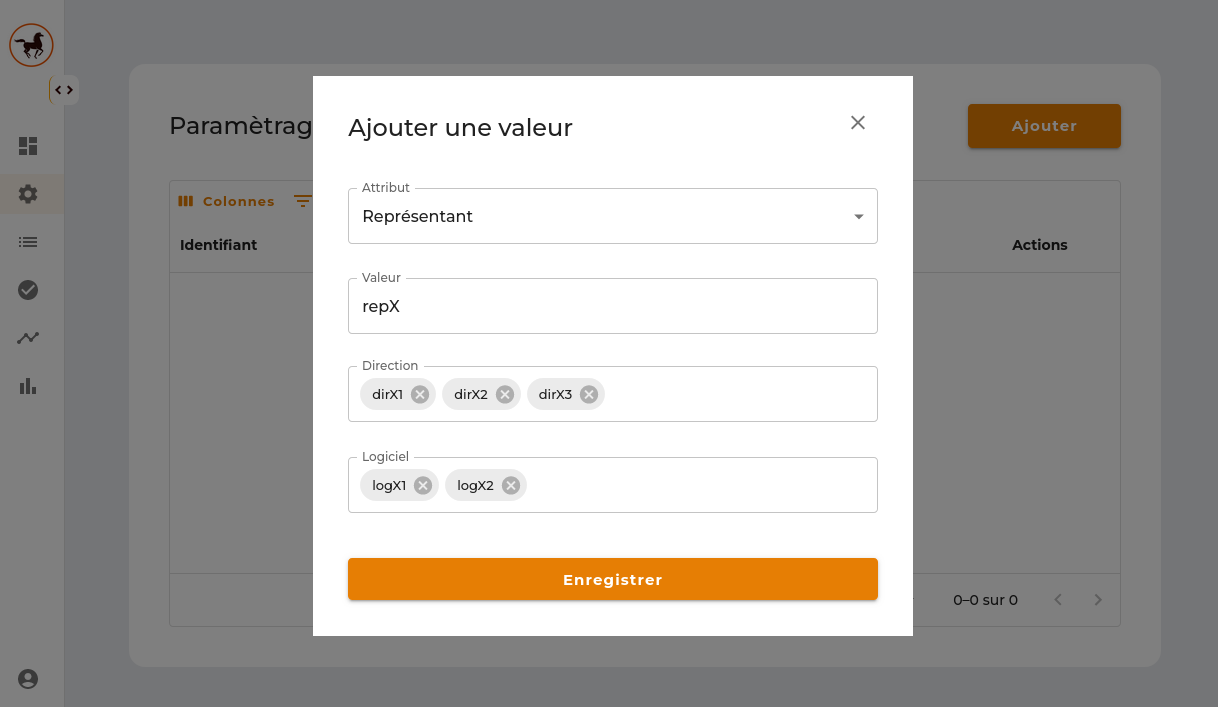 Paramètrag
Ajouter
Colonnes
Identifiant
Actions
0–0 sur 0
Ajouter une valeur
Attribut
Représentant
Valeur
repX
Direction
dirX1 dirX2 dirX3
Logiciel
logX1 logX2
Enregistrer